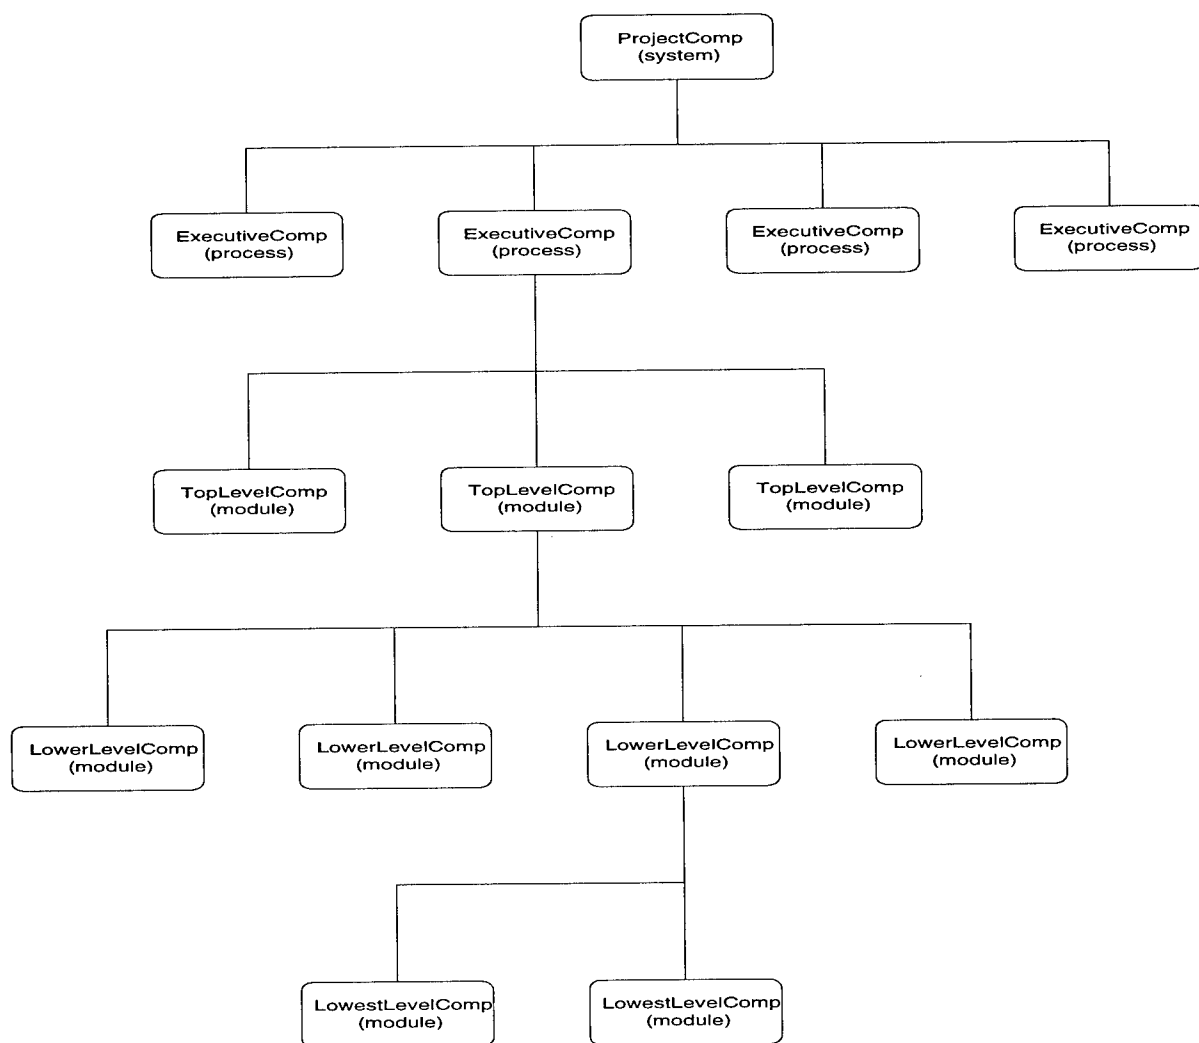 ProjectComp
(system)
ExecutiveComp
(process)
ExecutiveComp
(process)
ExecutiveComp
(process)
ExecutiveComp
(process)
TopLevelComp
(module)
TopLevelComp
(module)
TopLevelComp
(module)
LowerLevelComp
(module)
LowerLevelComp
(module)
LowerLevelComp
(module)
LowerLevelComp
(module)
LowestLevelComp
(module)
LowestLevelComp
(module)